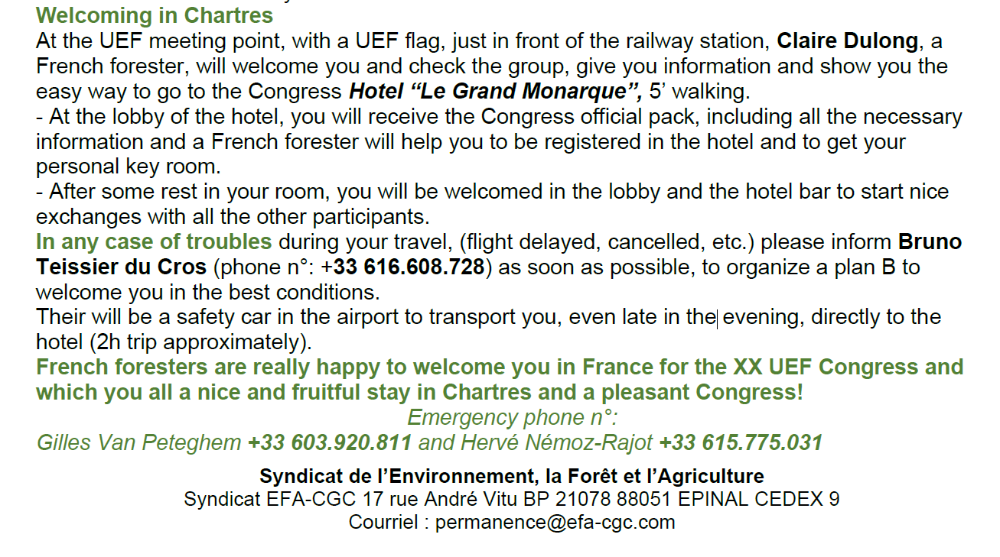 Welcoming in Chartres
At the UEF meeting point, with a UEF flag, just in front of the railway station, Claire Dulong, a
French forester, will welcome you and check the group, give you information and show you the
easy way to go to the Congress Hotel “Le Grand Monarque”, 5’ walking.
- At the lobby of the hotel, you will receive the Congress official pack, including all the necessary
information and a French forester will help you to be registered in the hotel and to get your
personal key room.
- After some rest in your room, you will be welcomed in the lobby and the hotel bar to start nice
exchanges with all the other participants.
In any case of troubles during your travel, (flight delayed, cancelled, etc.) please inform Bruno
Teissier du Cros (phone n°: +33 616.608.728) as soon as possible, to organize a plan B to
welcome you in the best conditions.
Their will be a safety car in the airport to transport you, even late in the evening, directly to the
hotel (2h trip approximately).
French foresters are really happy to welcome you in France for the XX UEF Congress and
which you all a nice and fruitful stay in Chartres and a pleasant Congress!
Emergency phone n°:
Gilles Van Peteghem +33 603.920.811 and Hervé Némoz-Rajot +33 615.775.031
Syndicat de l’Environnement, la Forêt et l’Agriculture
Syndicat EFA-CGC 17 rue André Vitu BP 21078 88051 EPINAL CEDEX 9
Courriel : permanence@efa-cgc.com